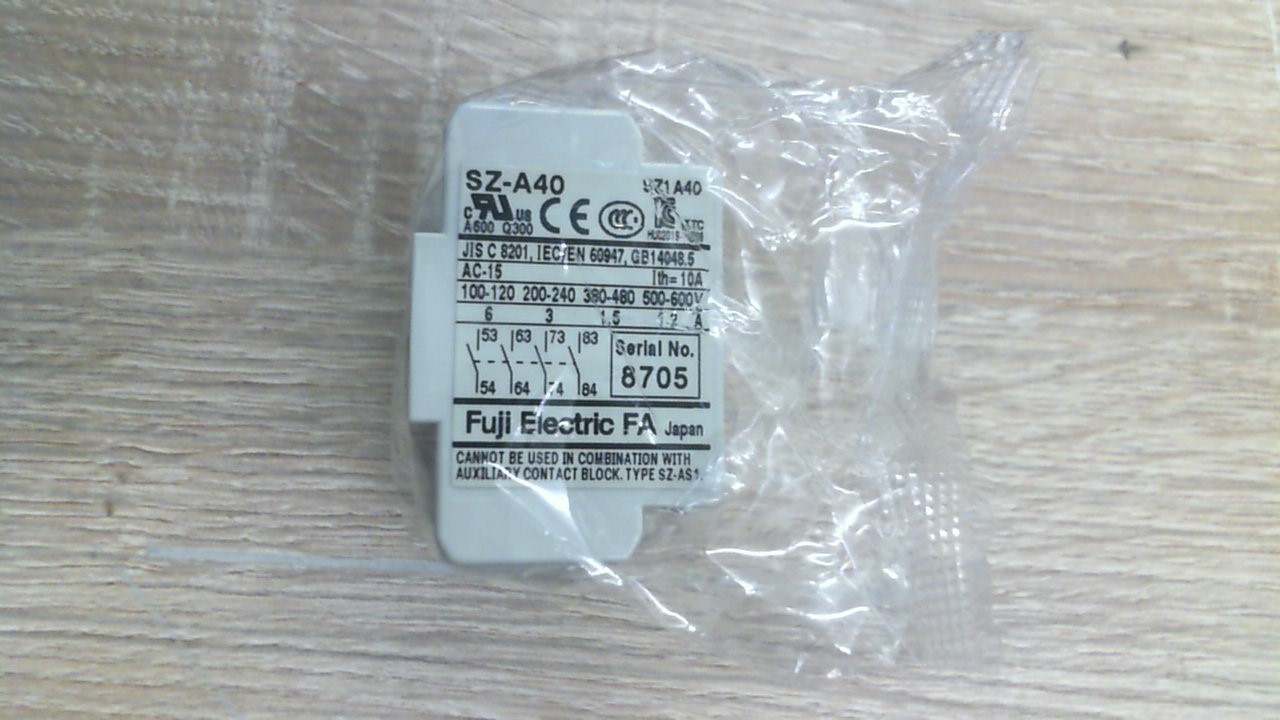 SZ-A40
SZ1A40
C US CE CCC
A600 Q300
JIS C 8201, IEC/EN 60947, GB14048.5
AC-15 Ith=10A
100-120 200-240 380-480 500-600V
6 3 1.5 1.2 A
53 63 73 83
54 64 74 84
Serial No.
8705
Fuji Electric FA Japan
CANNOT BE USED IN COMBINATION WITH
AUXILIARY CONTACT BLOCK. TYPE SZ-AS1.